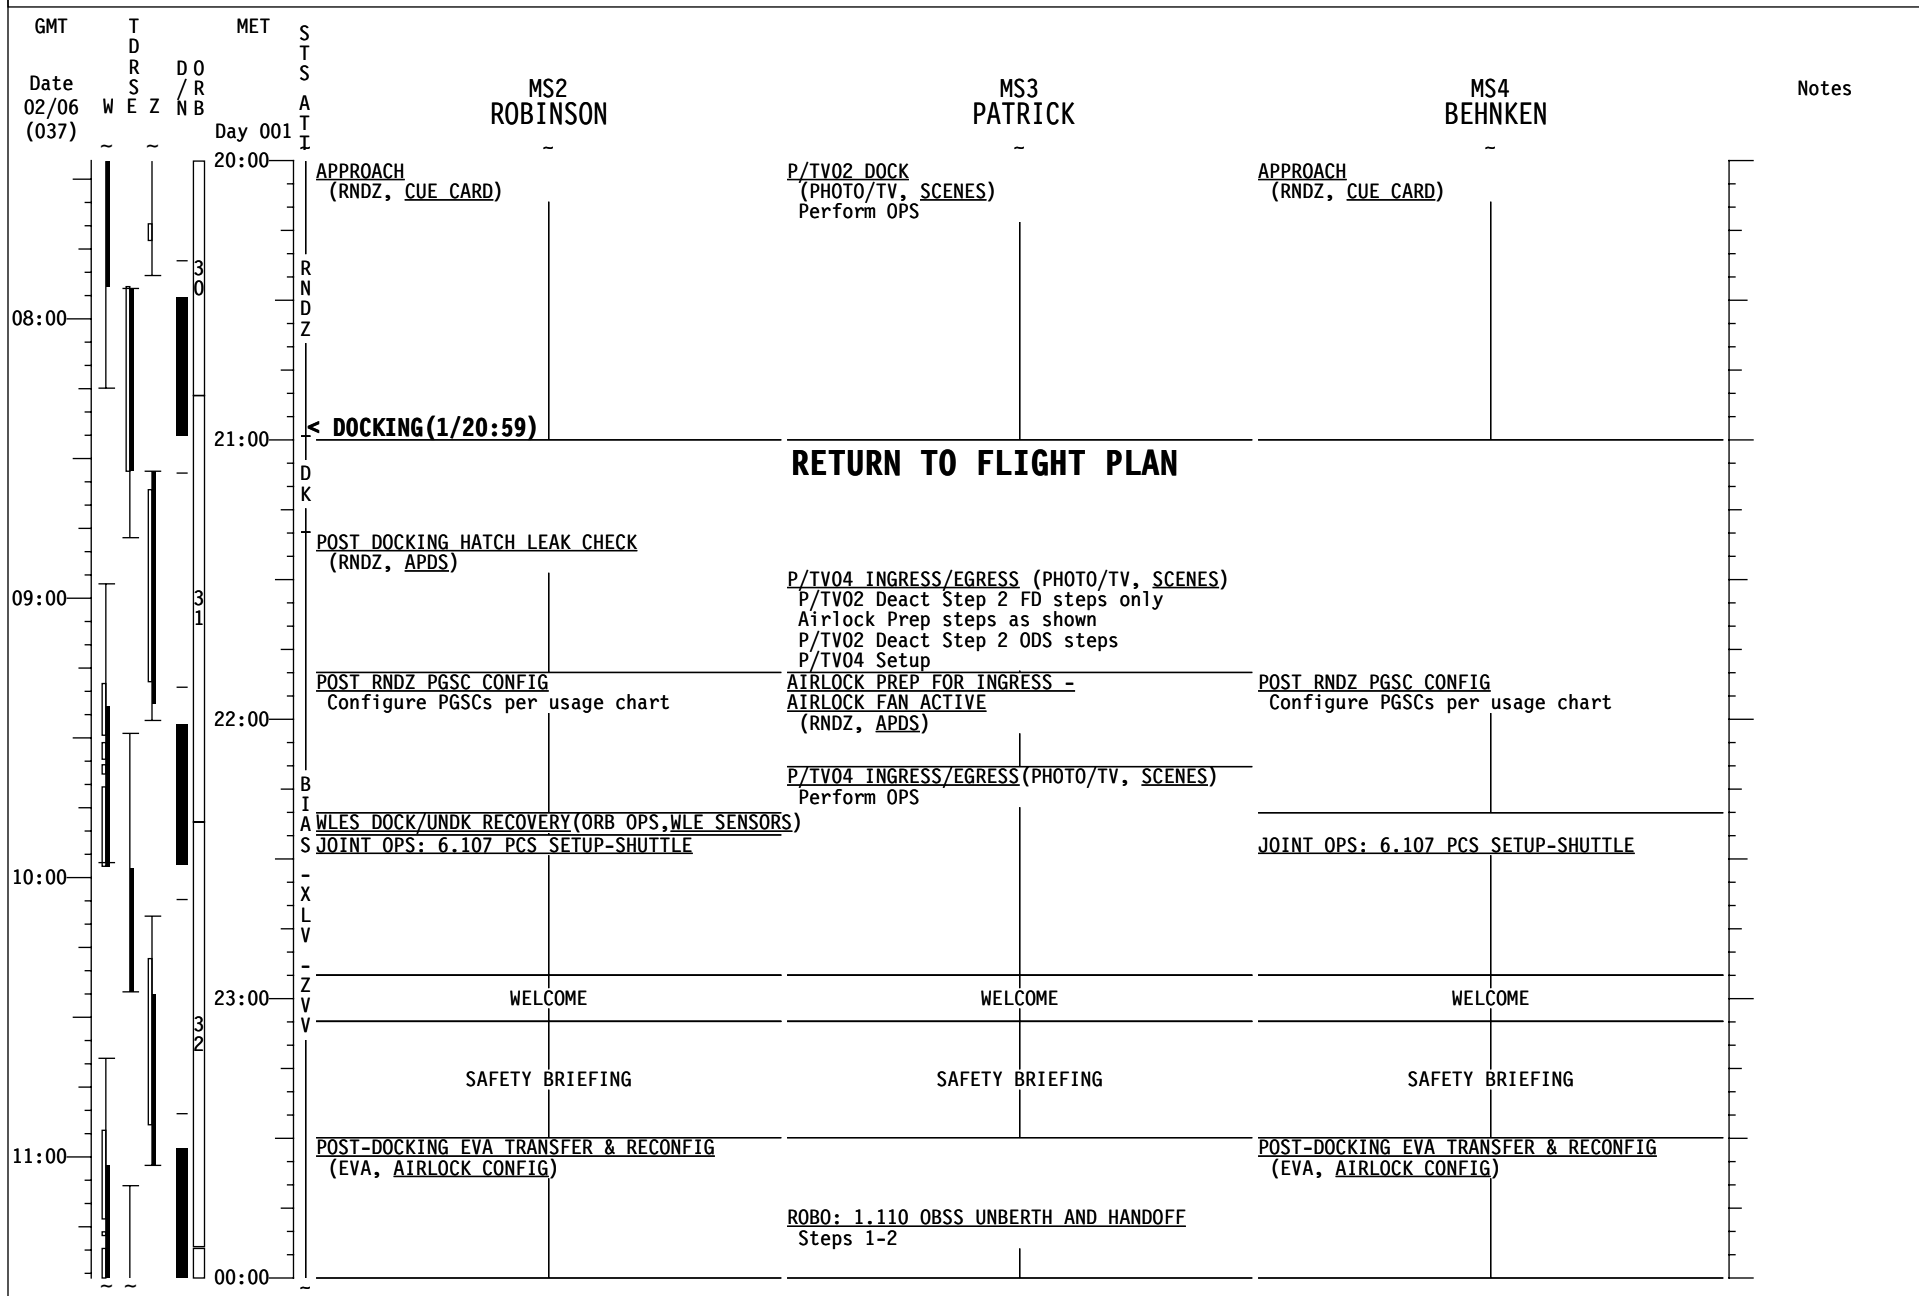 GMT
TDRS
MET
STS ATT
D/N
ORB
Date
02/06
(037)
W E Z
Day 001
MS2
ROBINSON
MS3
PATRICK
MS4
BEHNKEN
Notes
~ ~ ~ ~ ~
20:00
APPROACH
(RNDZ, CUE CARD)
P/TV02 DOCK
(PHOTO/TV, SCENES)
Perform OPS
APPROACH
(RNDZ, CUE CARD)
30
RNDZ
08:00
< DOCKING(1/20:59)
21:00
RETURN TO FLIGHT PLAN
DK
POST DOCKING HATCH LEAK CHECK
(RNDZ, APDS)
P/TV04 INGRESS/EGRESS (PHOTO/TV, SCENES)
P/TV02 Deact Step 2 FD steps only
Airlock Prep steps as shown
P/TV02 Deact Step 2 ODS steps
P/TV04 Setup
09:00
31
POST RNDZ PGSC CONFIG
Configure PGSCs per usage chart
AIRLOCK PREP FOR INGRESS -
AIRLOCK FAN ACTIVE
(RNDZ, APDS)
POST RNDZ PGSC CONFIG
Configure PGSCs per usage chart
22:00
P/TV04 INGRESS/EGRESS(PHOTO/TV, SCENES)
Perform OPS
BIAS -XLV -ZVV
WLES DOCK/UNDK RECOVERY(ORB OPS,WLE SENSORS)
JOINT OPS: 6.107 PCS SETUP-SHUTTLE
JOINT OPS: 6.107 PCS SETUP-SHUTTLE
10:00
23:00
WELCOME
WELCOME
WELCOME
32
SAFETY BRIEFING
SAFETY BRIEFING
SAFETY BRIEFING
11:00
POST-DOCKING EVA TRANSFER & RECONFIG
(EVA, AIRLOCK CONFIG)
POST-DOCKING EVA TRANSFER & RECONFIG
(EVA, AIRLOCK CONFIG)
ROBO: 1.110 OBSS UNBERTH AND HANDOFF
Steps 1-2
00:00
~ ~ ~